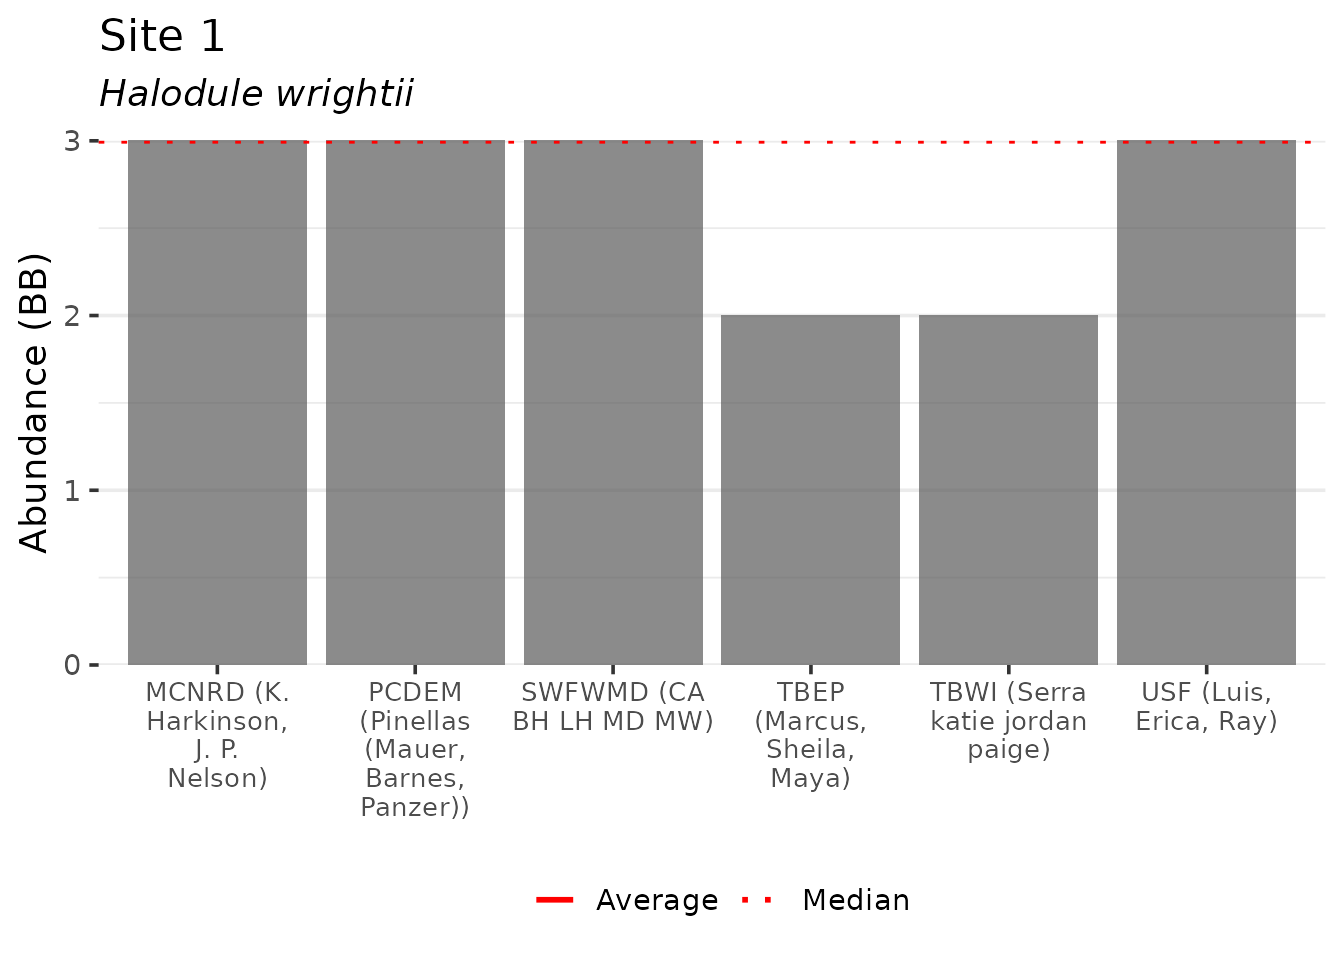 Site 1
Halodule wrightii
Abundance (BB)
3
2
1
0
MCNRD (K.
Harkinson,
J. P.
Nelson)
PCDEM
(Pinellas
(Mauer,
Barnes,
Panzer))
SWFWMD (CA
BH LH MD MW)
TBEP
(Marcus,
Sheila,
Maya)
TBWI (Serra
katie jordan
paige)
USF (Luis,
Erica, Ray)
Average
Median